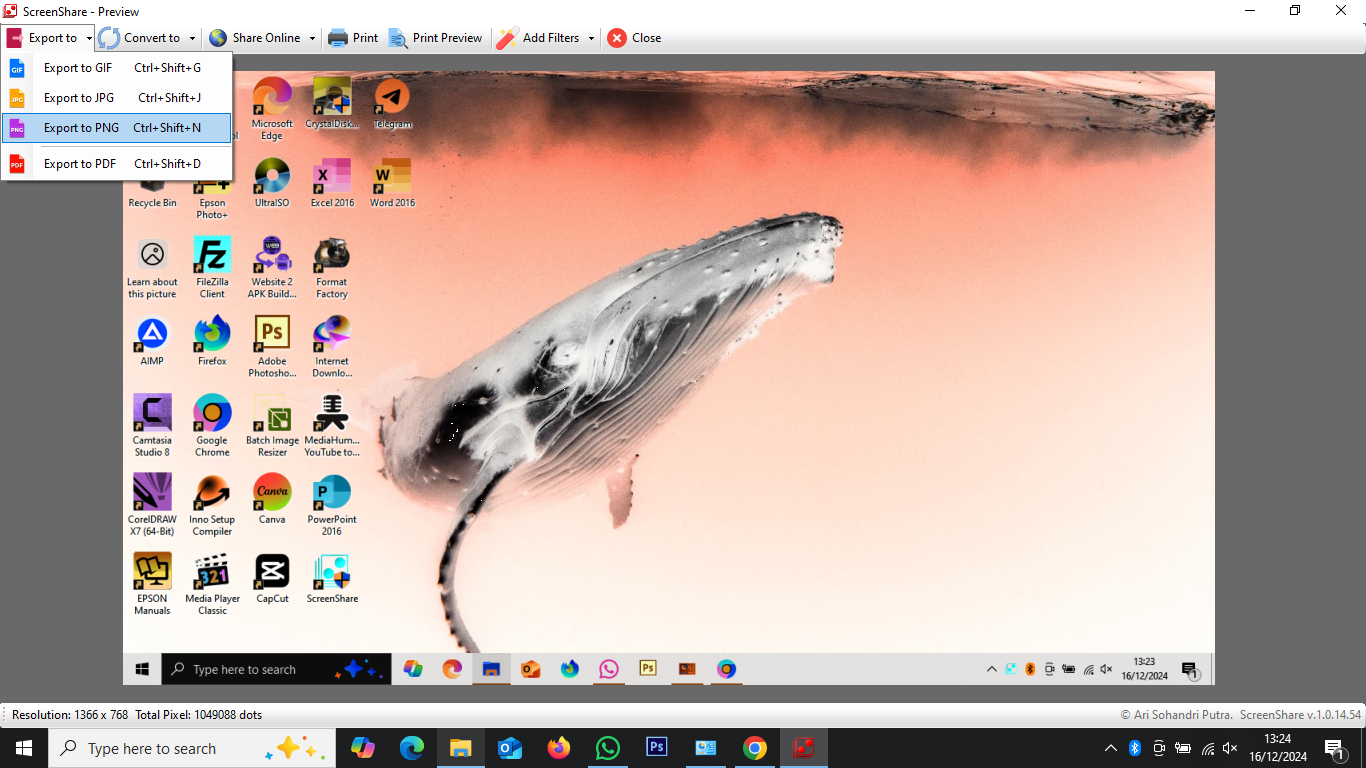 ScreenShare - Preview
Export to
Convert to
Share Online
Print
Print Preview
Add Filters
Close
Export to GIF Ctrl+Shift+G
Export to JPG Ctrl+Shift+J
Export to PNG Ctrl+Shift+N
Export to PDF Ctrl+Shift+D
Microsoft
Edge
CrystalDisk...
Telegram
Recycle Bin
Epson
Photo+
UltraISO
Excel 2016
Word 2016
Learn about
this picture
FileZilla
Client
Website 2
APK Build...
Format
Factory
AIMP
Firefox
Adobe
Photosho...
Internet
Downlo...
Camtasia
Studio 8
Google
Chrome
Batch Image
Resizer
MediaHum...
YouTube to...
CorelDRAW
X7 (64-Bit)
Inno Setup
Compiler
Canva
PowerPoint
2016
EPSON
Manuals
Media Player
Classic
CapCut
ScreenShare
Type here to search
13:23
16/12/2024
1
Resolution: 1366 x 768 Total Pixel: 1049088 dots
© Ari Sohandri Putra. ScreenShare v.1.0.14.54
Type here to search
13:24
16/12/2024
1